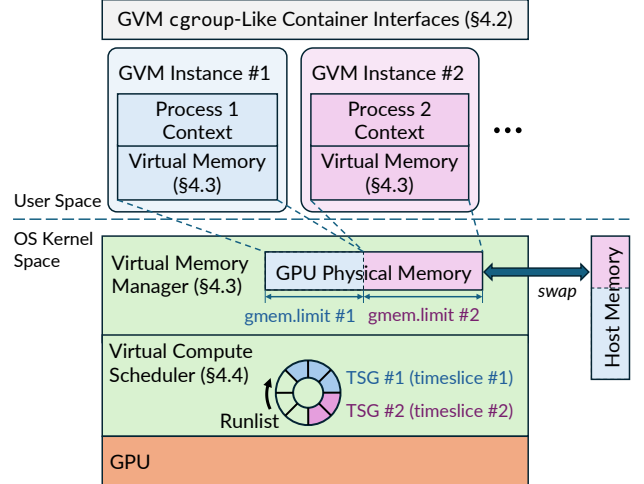 GVM cgroup-Like Container Interfaces (§4.2)
GVM Instance #1
GVM Instance #2
Process 1
Context
Virtual Memory
(§4.3)
Process 2
Context
Virtual Memory
(§4.3)
...
User Space
OS Kernel
Space
Virtual Memory
Manager (§4.3)
GPU Physical Memory
gmem.limit #1
gmem.limit #2
swap
Host Memory
Virtual Compute
Scheduler (§4.4)
Runlist
TSG #1 (timeslice #1)
TSG #2 (timeslice #2)
GPU